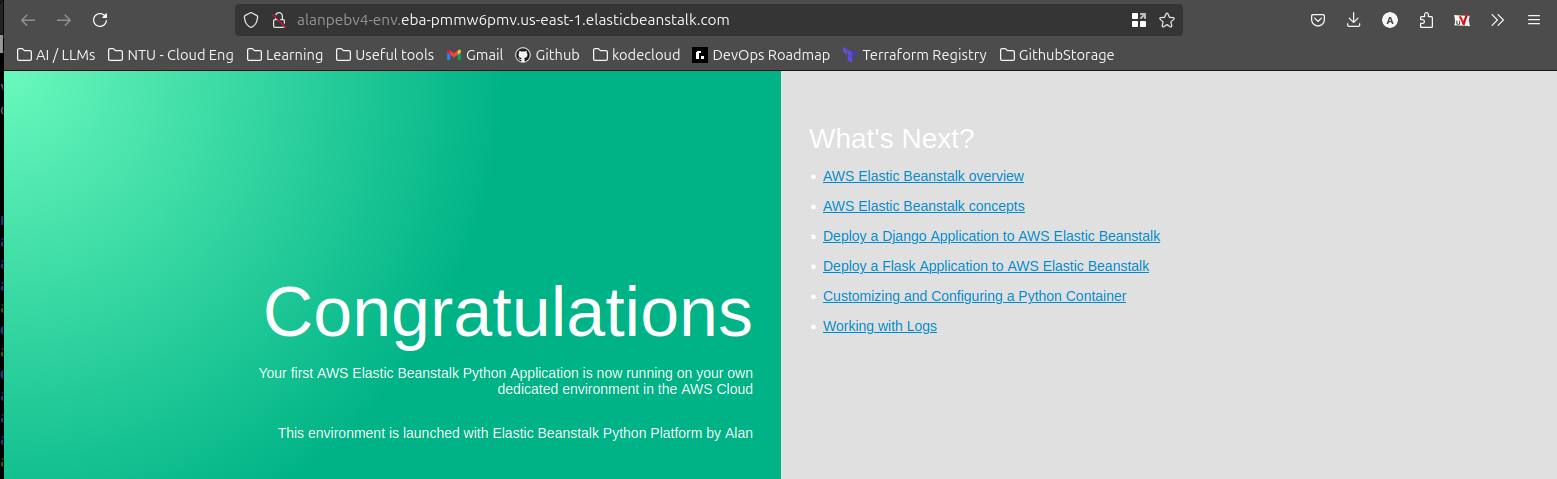 alanpebv4-env.eba-pmmw6pmv.us-east-1.elasticbeanstalk.com
A
AI / LLMs NTU - Cloud Eng Learning Useful tools Gmail Github kodecloud DevOps Roadmap Terraform Registry GithubStorage
Congratulations
Your first AWS Elastic Beanstalk Python Application is now running on your own
dedicated environment in the AWS Cloud
This environment is launched with Elastic Beanstalk Python Platform by Alan
What's Next?
AWS Elastic Beanstalk overview
AWS Elastic Beanstalk concepts
Deploy a Django Application to AWS Elastic Beanstalk
Deploy a Flask Application to AWS Elastic Beanstalk
Customizing and Configuring a Python Container
Working with Logs